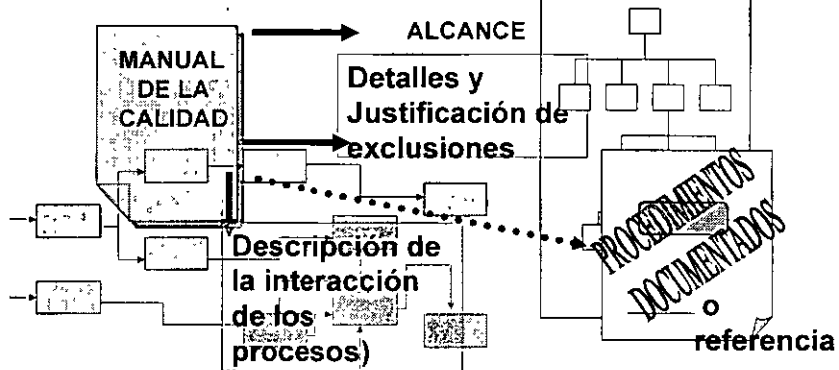 ALCANCE
MANUAL
DE LA
CALIDAD
Detalles y
Justificación de
exclusiones
PROCEDIMIENTOS
DOCUMENTADOS
Descripción de
la interacción
de los
procesos)
o
referencia